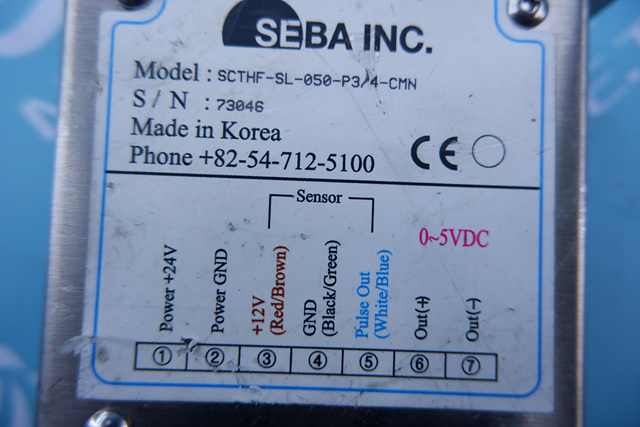 SEBA INC.
Model : SCTHF-SL-050-P3/4-CMN
S / N : 73046
Made in Korea
Phone +82-54-712-5100
CE
Sensor
0~5VDC
Power +24V
Power GND
+12V
(Red/Brown)
GND
(Black/Green)
Pulse Out
(White/Blue)
Out(+)
Out(-)
① ② ③ ④ ⑤ ⑥ ⑦